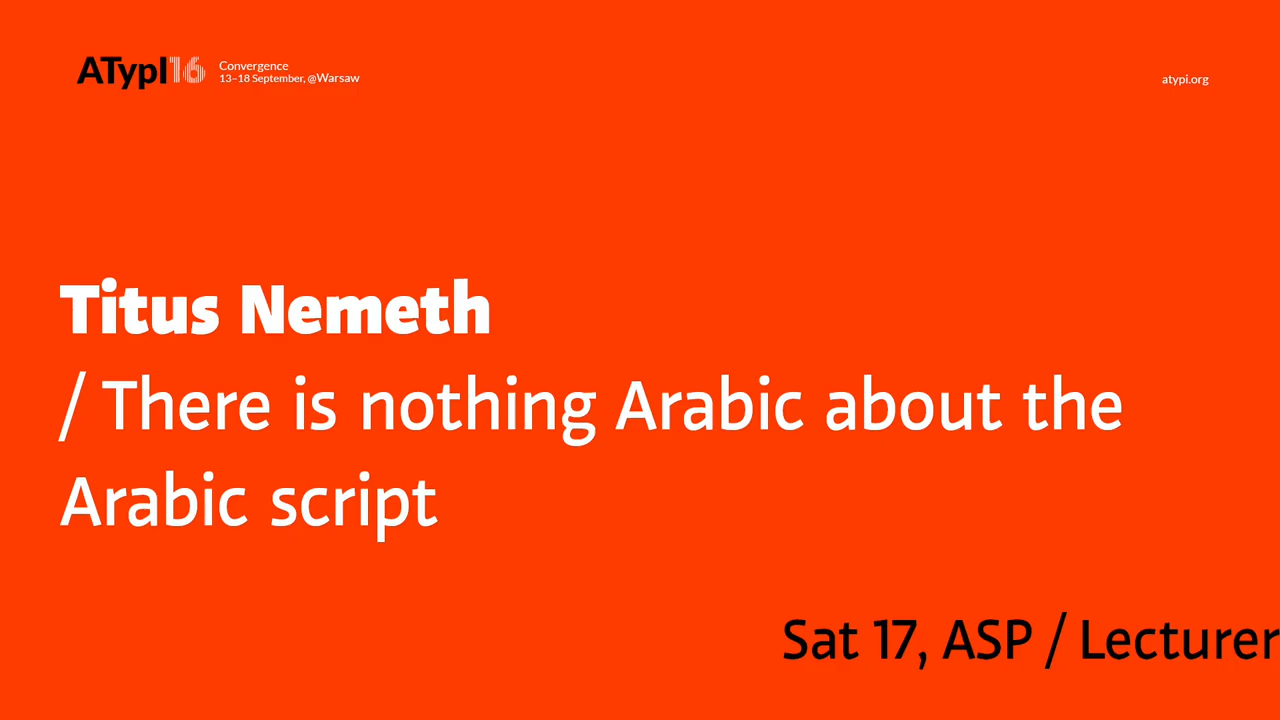 ATypI16
Convergence
13–18 September, @Warsaw
atypi.org
Titus Nemeth
/ There is nothing Arabic about the
Arabic script
Sat 17, ASP / Lecturer